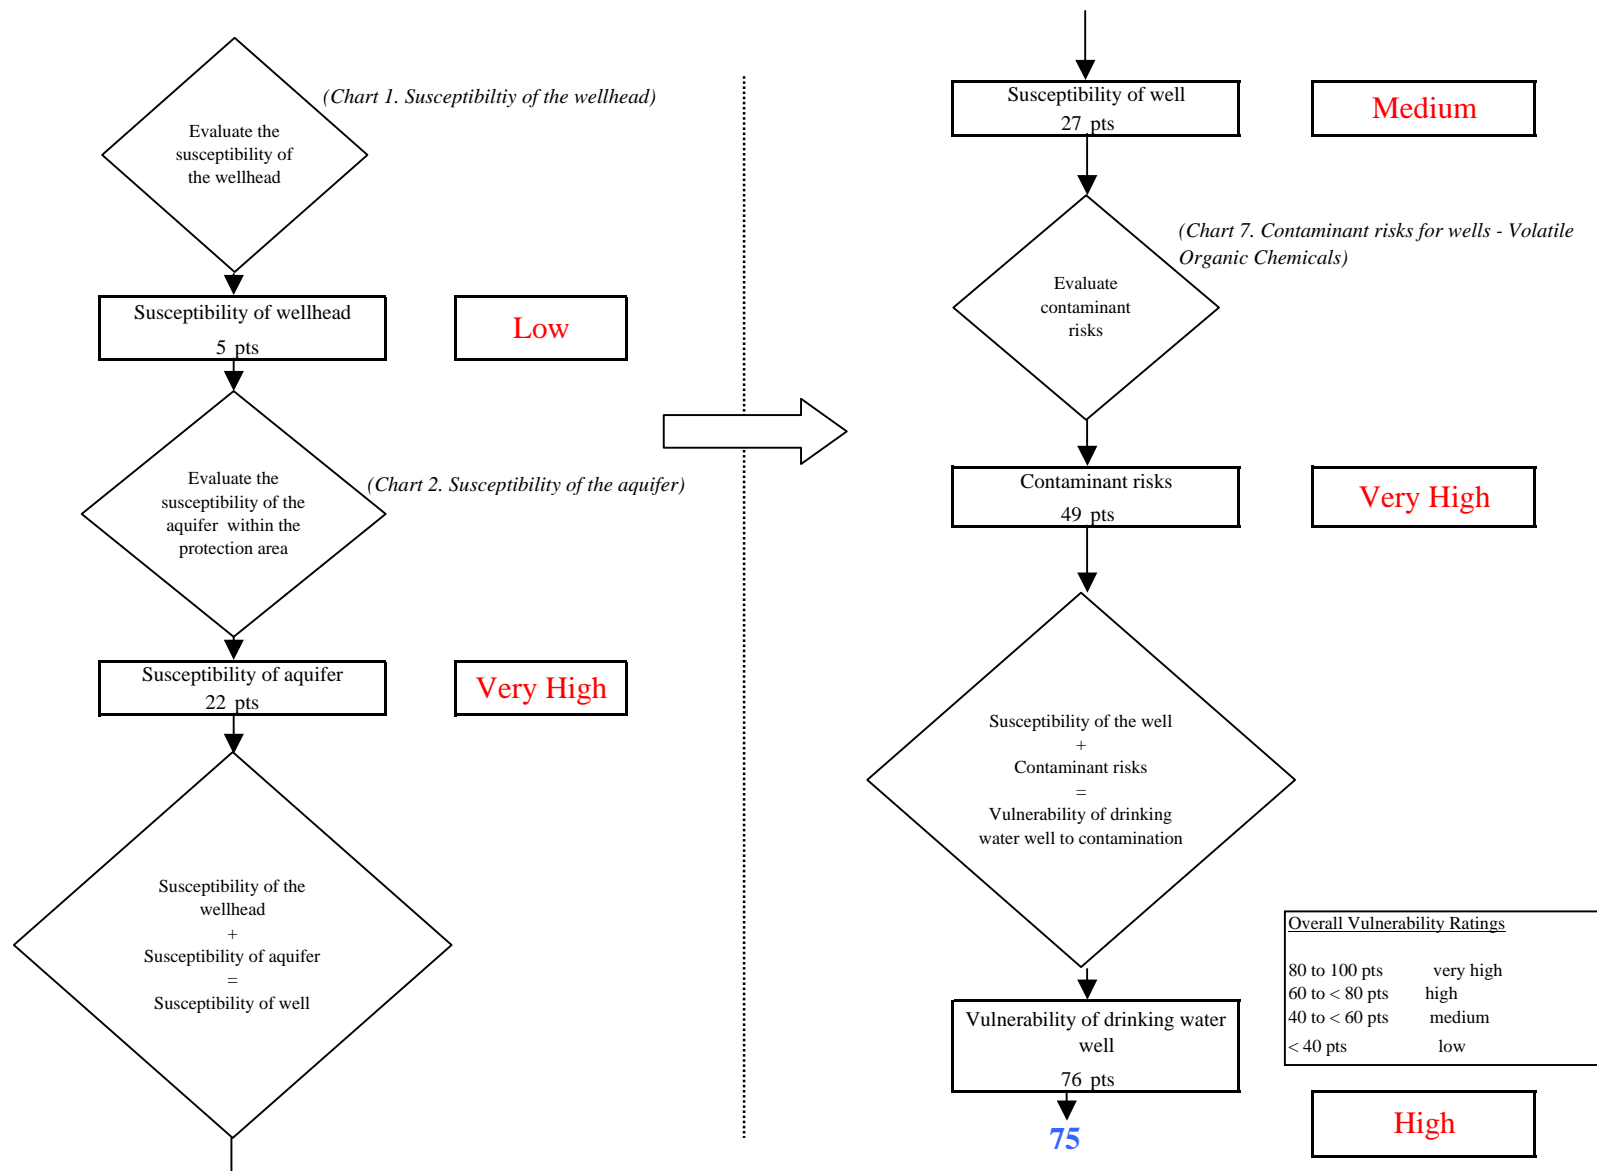 (Chart 1. Susceptibiltiy of the wellhead)
Evaluate the
susceptibility of
the wellhead
Susceptibility of wellhead
5 pts
Low
Evaluate the
susceptibility of the
aquifer within the
protection area
(Chart 2. Susceptibility of the aquifer)
Susceptibility of aquifer
22 pts
Very High
Susceptibility of the
wellhead
+
Susceptibility of aquifer
=
Susceptibility of well
Susceptibility of well
27 pts
Medium
(Chart 7. Contaminant risks for wells - Volatile
Organic Chemicals)
Evaluate
contaminant
risks
Contaminant risks
49 pts
Very High
Susceptibility of the well
+
Contaminant risks
=
Vulnerability of drinking
water well to contamination
Overall Vulnerability Ratings
80 to 100 pts very high
60 to < 80 pts high
40 to < 60 pts medium
< 40 pts low
Vulnerability of drinking water
well
76 pts
75
High